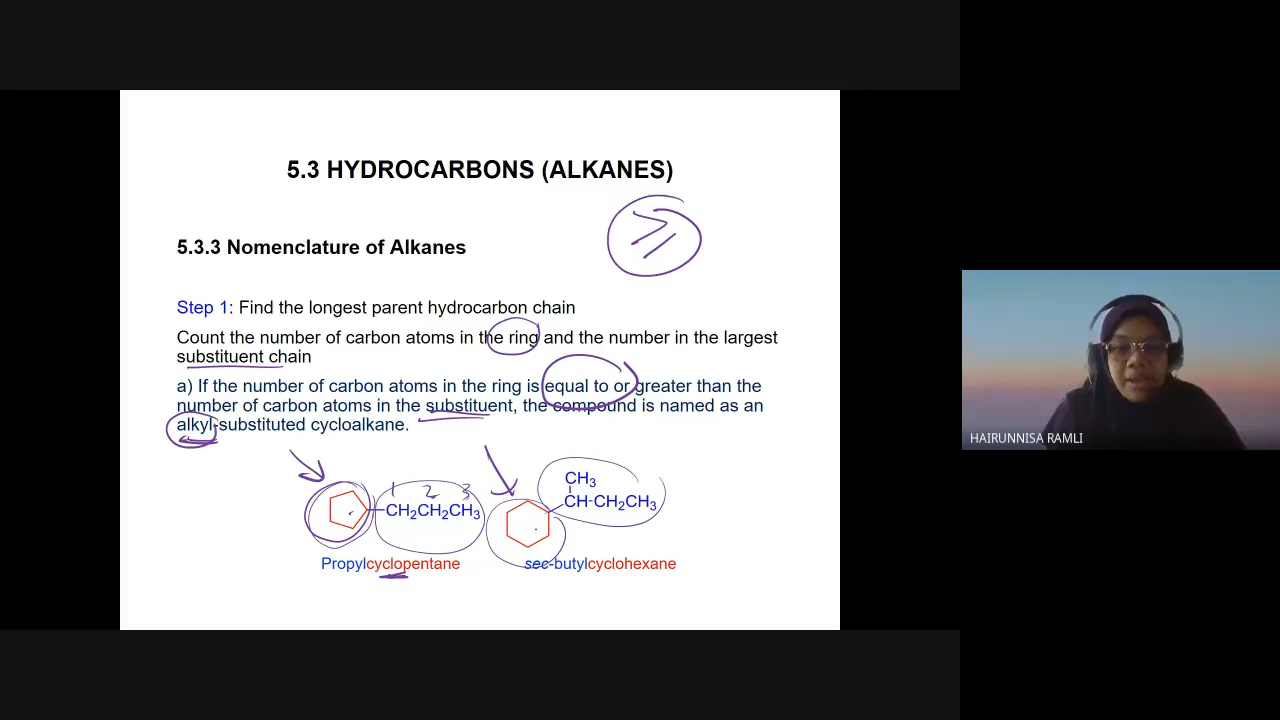 5.3 HYDROCARBONS (ALKANES)
≥
5.3.3 Nomenclature of Alkanes
Step 1: Find the longest parent hydrocarbon chain
Count the number of carbon atoms in the ring and the number in the largest
substituent chain
a) If the number of carbon atoms in the ring is equal to or greater than the
number of carbon atoms in the substituent, the compound is named as an
alkyl-substituted cycloalkane.
1 2 3
CH₂CH₂CH₃
CH₃
CH-CH₂CH₃
Propylcyclopentane
sec-butylcyclohexane
HAIRUNNISA RAMLI